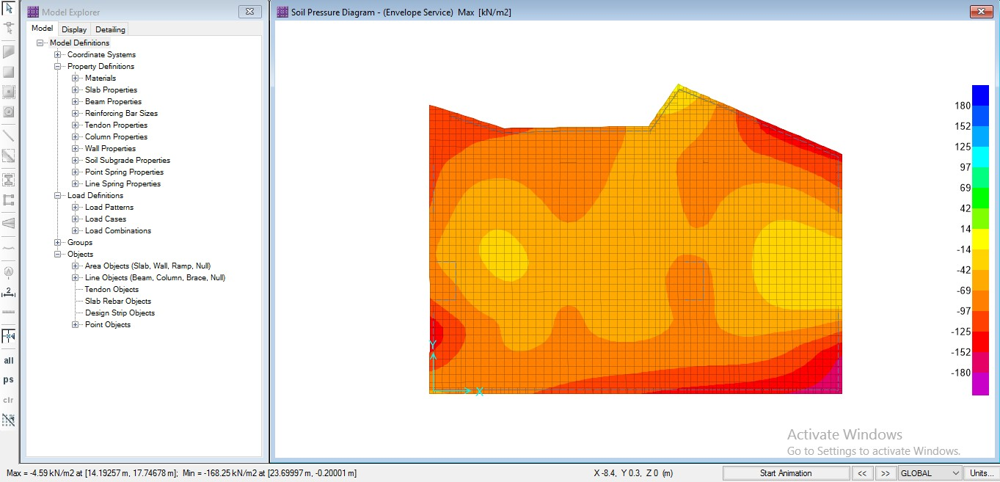 Model Explorer
Model
Display
Detailing
Model Definitions
Coordinate Systems
Property Definitions
Materials
Slab Properties
Beam Properties
Reinforcing Bar Sizes
Tendon Properties
Column Properties
Wall Properties
Soil Subgrade Properties
Point Spring Properties
Line Spring Properties
Load Definitions
Load Patterns
Load Cases
Load Combinations
Groups
Objects
Area Objects (Slab, Wall, Ramp, Null)
Line Objects (Beam, Column, Brace, Null)
Tendon Objects
Slab Rebar Objects
Design Strip Objects
Point Objects
2
all
ps
clr
Soil Pressure Diagram - (Envelope Service) Max [kN/m2]
Y
X
180
152
125
97
69
42
14
-14
-42
-69
-97
-125
-152
-180
Activate Windows
Go to Settings to activate Windows.
Max = -4.59 kN/m2 at [14.19257 m, 17.74678 m]; Min = -168.25 kN/m2 at [23.69997 m, -0.20001 m]
X -8.4, Y 0.3, Z 0 (m)
Start Animation
<<
>>
GLOBAL
Units...